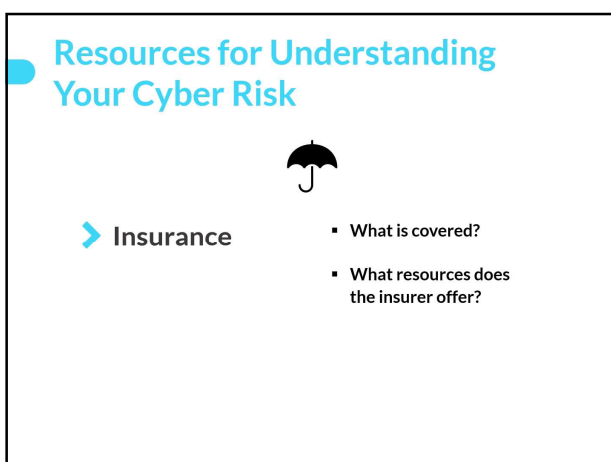 Resources for Understanding
Your Cyber Risk
Insurance
▪ What is covered?
▪ What resources does
the insurer offer?